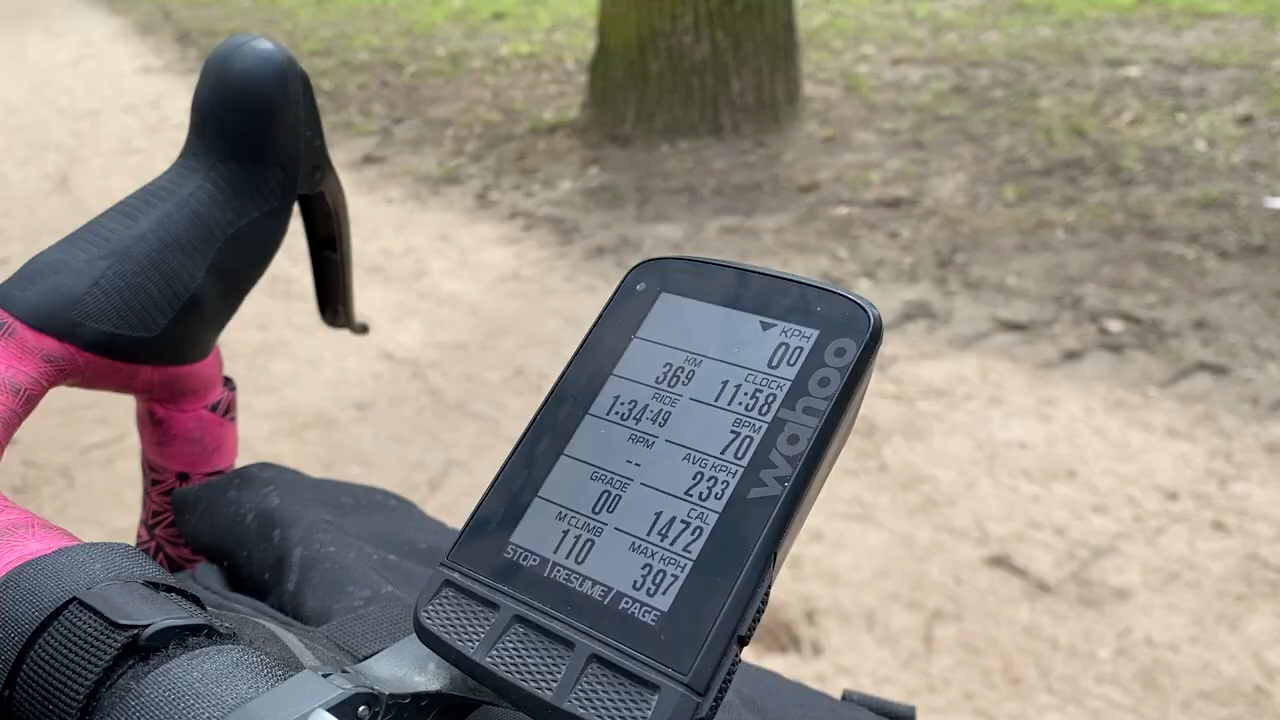 KPH
00
KM
369
CLOCK
11:58
RIDE
1:34:49
BPM
70
RPM
--
AVG KPH
233
GRADE
00
CAL
1472
M CLIMB
110
MAX KPH
397
STOP RESUME PAGE
wahoo